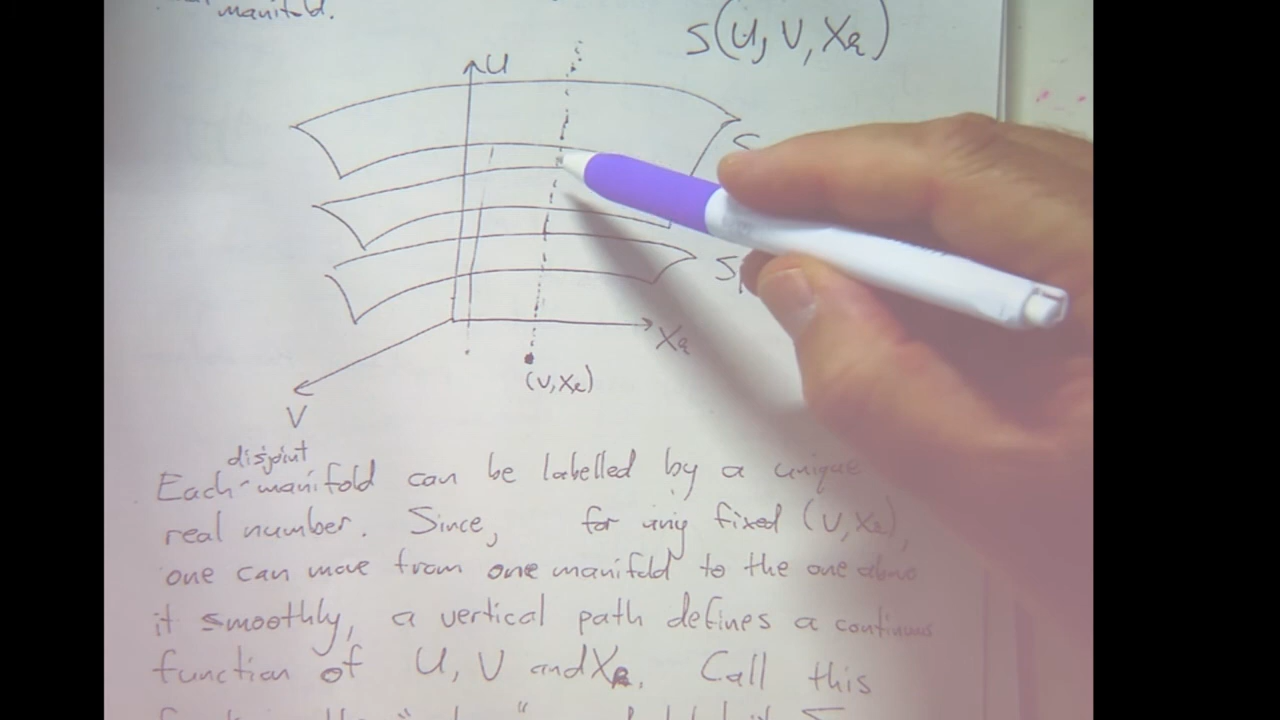 manifold.
S(U, V, Xₐ)
U
S
S
Xₐ
(V, Xₐ)
V
disjoint
Each manifold can be labelled by a unique
real number. Since, for any fixed (V, Xₐ),
one can move from one manifold to the one above
it smoothly, a vertical path defines a continuous
function of U, V and Xₐ. Call this